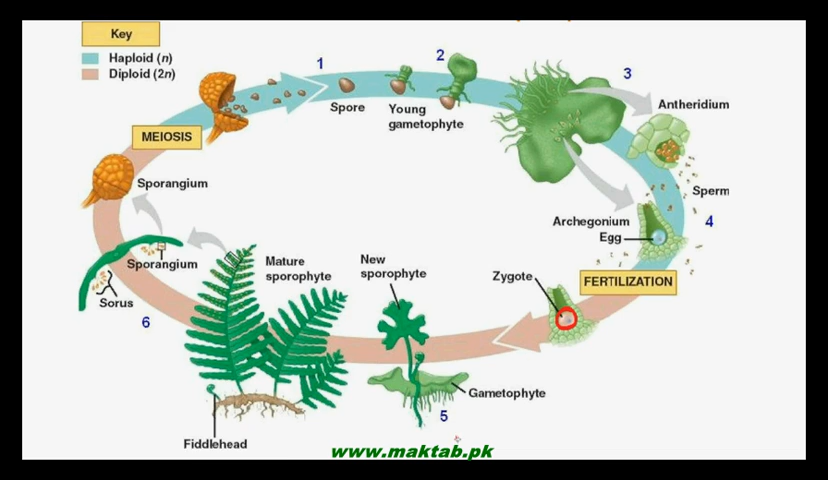 Key
Haploid (n)
Diploid (2n)
1
2
3
Spore
Young
gametophyte
Antheridium
MEIOSIS
Sporangium
Sperm
4
Archegonium
Egg
FERTILIZATION
Zygote
New
sporophyte
Mature
sporophyte
Sporangium
Sorus
6
Gametophyte
5
Fiddlehead
www.maktab.pk